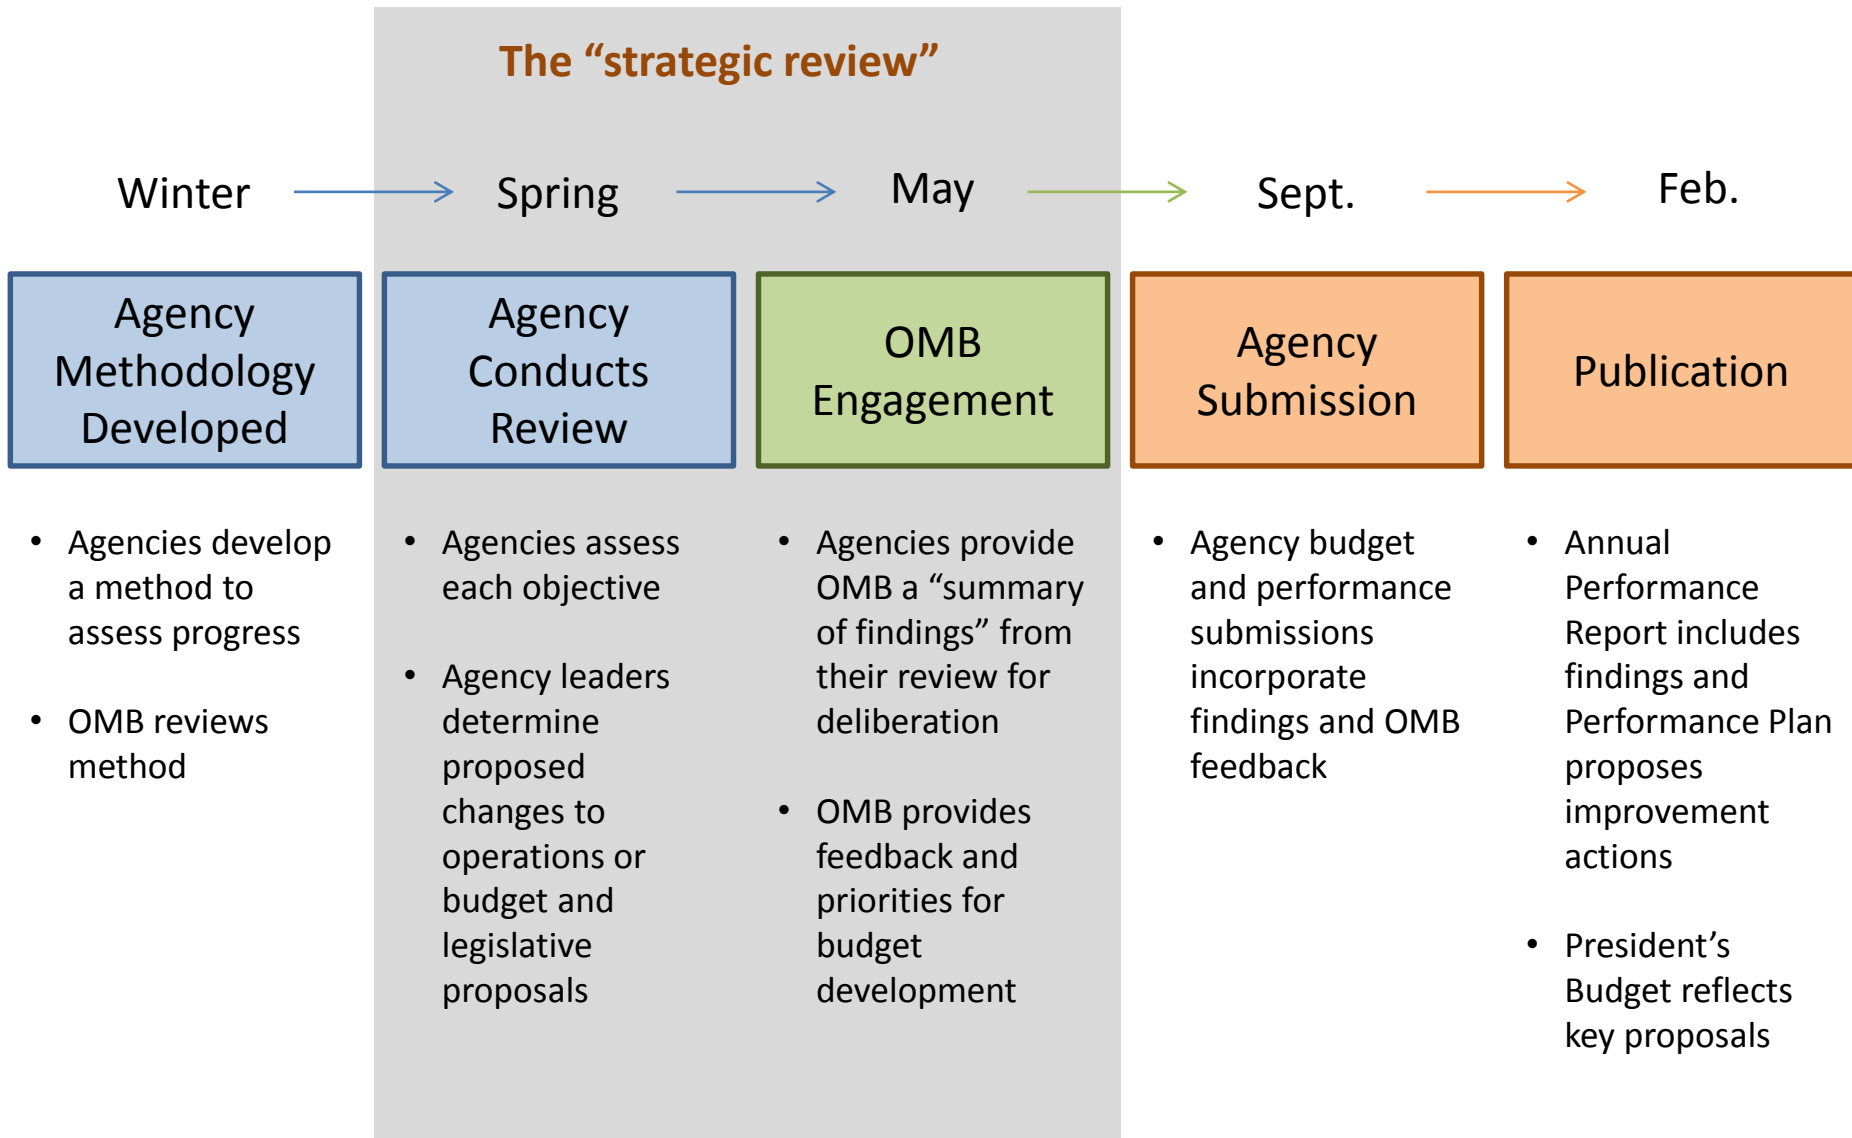 The “strategic review”
Winter
Spring
May
Sept.
Feb.
Agency
Methodology
Developed
Agency
Conducts
Review
OMB
Engagement
Agency
Submission
Publication
• Agencies develop
a method to
assess progress
• OMB reviews
method
• Agencies assess
each objective
• Agency leaders
determine
proposed
changes to
operations or
budget and
legislative
proposals
• Agencies provide
OMB a “summary
of findings” from
their review for
deliberation
• OMB provides
feedback and
priorities for
budget
development
• Agency budget
and performance
submissions
incorporate
findings and OMB
feedback
• Annual
Performance
Report includes
findings and
Performance Plan
proposes
improvement
actions
• President’s
Budget reflects
key proposals